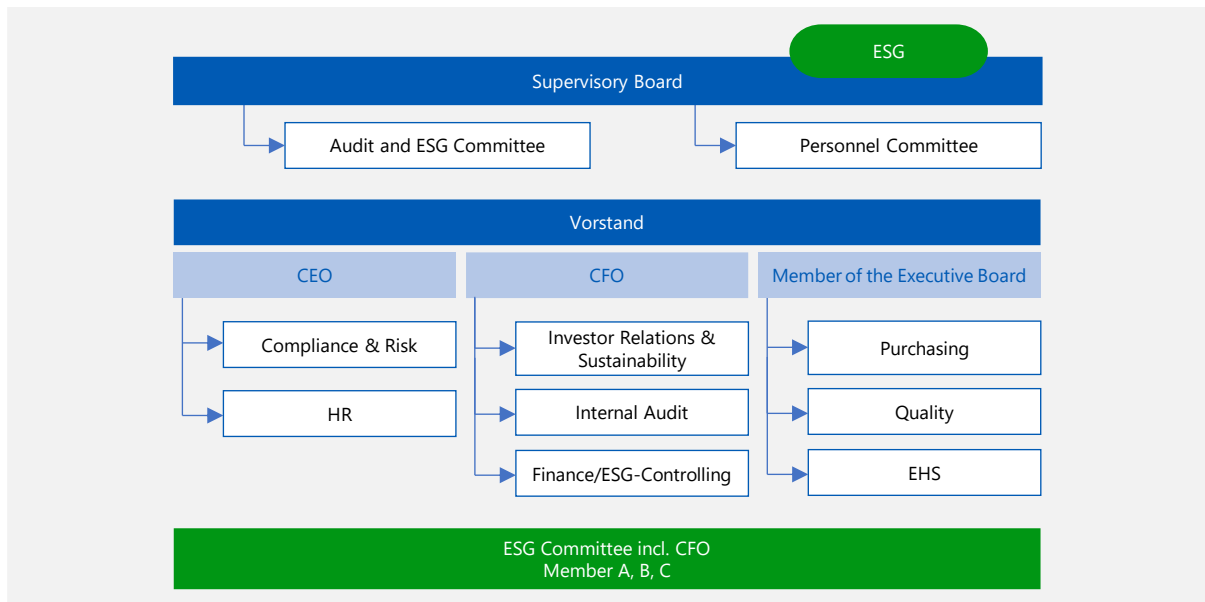 ESG
Supervisory Board
Audit and ESG Committee
Personnel Committee
Vorstand
CEO
CFO
Member of the Executive Board
Compliance & Risk
HR
Investor Relations &
Sustainability
Internal Audit
Finance/ESG-Controlling
Purchasing
Quality
EHS
ESG Committee incl. CFO
Member A, B, C